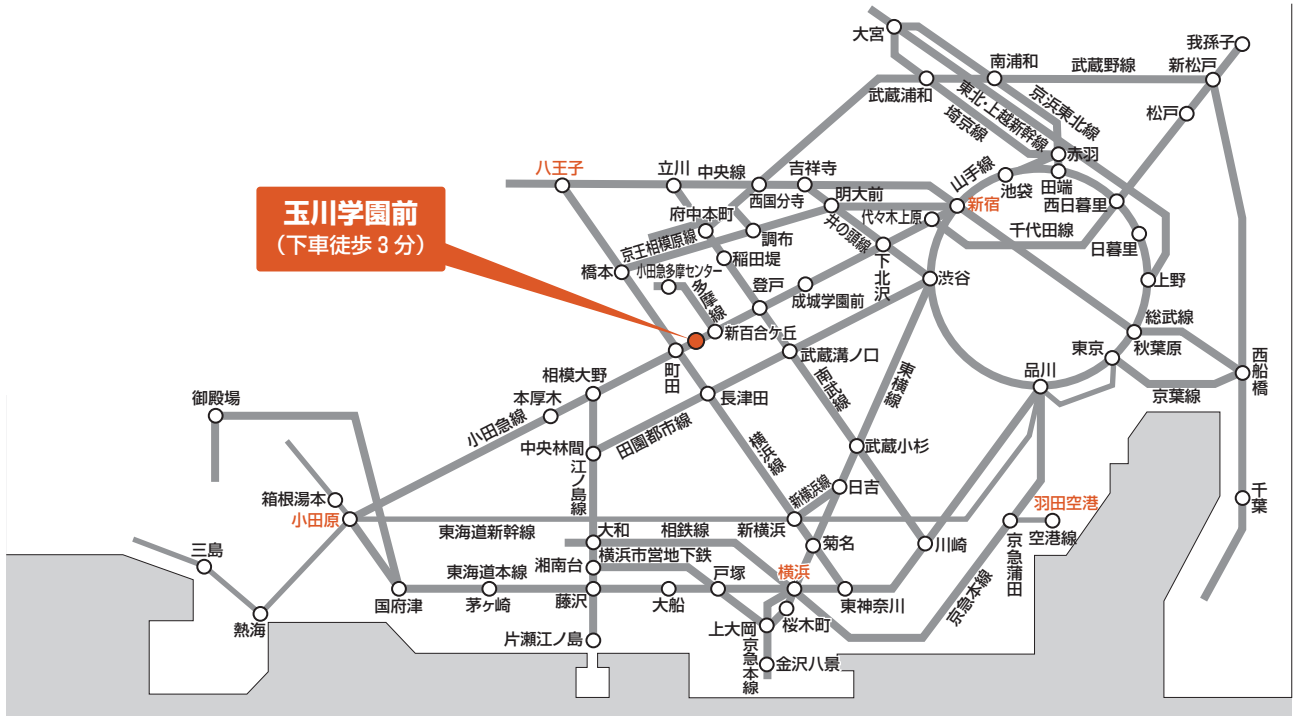 大宮
我孫子
南浦和
武蔵野線
新松戸
武蔵浦和
東北・上越新幹線
京浜東北線
埼京線
松戸
赤羽
八王子
立川
中央線
吉祥寺
山手線
池袋
田端
西国分寺
明大前
新宿
西日暮里
玉川学園前
（下車徒歩 3 分）
府中本町
代々木上原
千代田線
京王相模原線
調布
井の頭線
日暮里
橋本
小田急多摩センター
稲田堤
下北沢
渋谷
上野
多摩線
登戸
成城学園前
新百合ケ丘
総武線
秋葉原
東京
町田
武蔵溝ノ口
西船橋
相模大野
南武線
東横線
品川
京葉線
御殿場
本厚木
長津田
小田急線
中央林間
田園都市線
横浜線
武蔵小杉
江ノ島線
新横浜線
日吉
千葉
箱根湯本
小田原
東海道新幹線
大和
相鉄線
新横浜
羽田空港
空港線
京急蒲田
三島
湘南台
横浜市営地下鉄
菊名
川崎
東海道本線
戸塚
横浜
国府津
茅ヶ崎
藤沢
大船
東神奈川
京急本線
熱海
上大岡
桜木町
片瀬江ノ島
京急本線
金沢八景